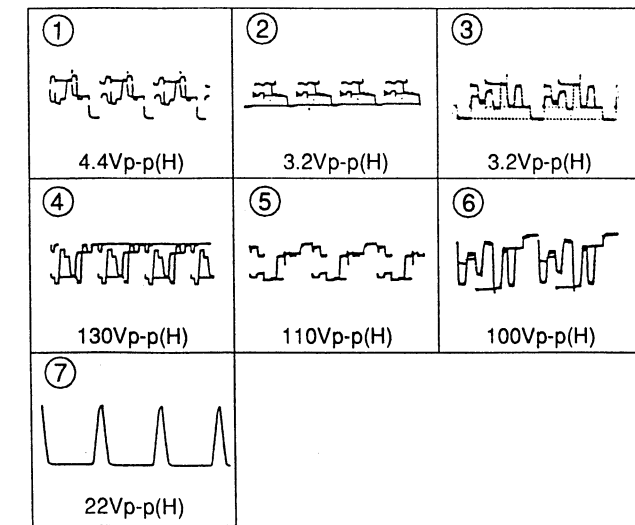 ① ② ③
4.4Vp-p(H) 3.2Vp-p(H) 3.2Vp-p(H)
④ ⑤ ⑥
130Vp-p(H) 110Vp-p(H) 100Vp-p(H)
⑦
22Vp-p(H)